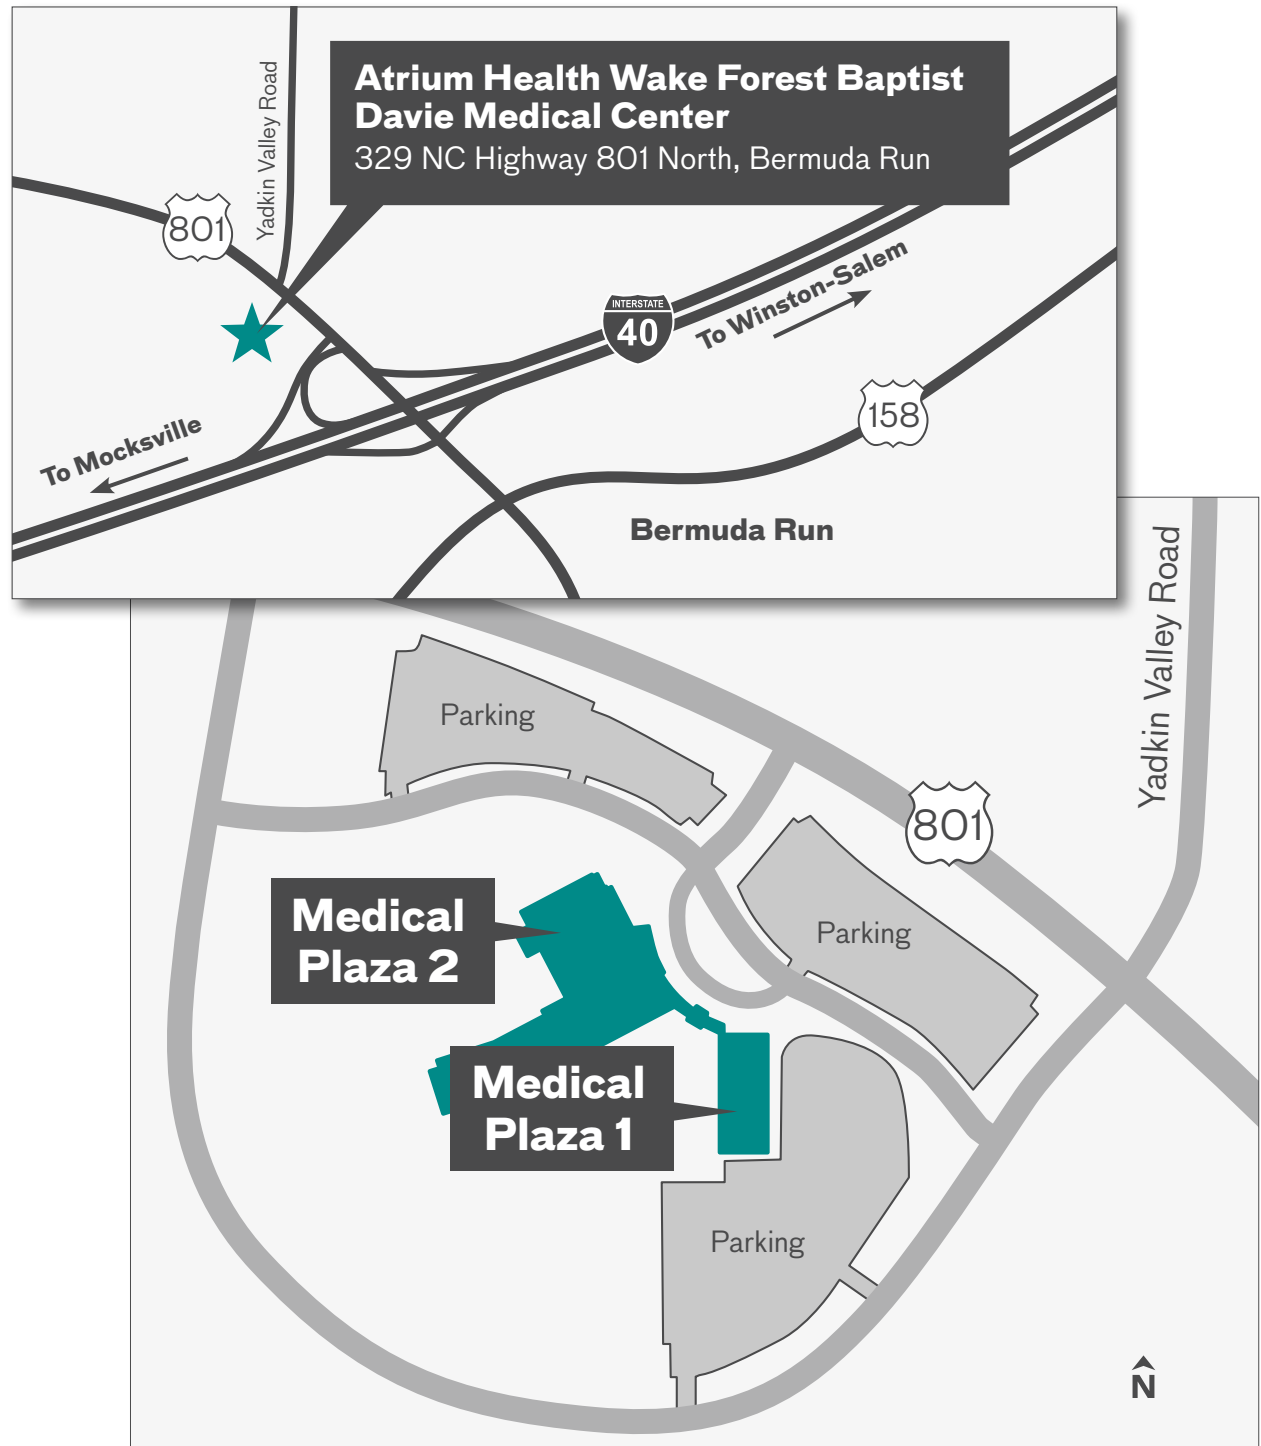 Atrium Health Wake Forest Baptist
Davie Medical Center
329 NC Highway 801 North, Bermuda Run
Yadkin Valley Road
801
INTERSTATE
40
To Winston-Salem
158
To Mocksville
Bermuda Run
Yadkin Valley Road
Parking
801
Medical
Plaza 2
Parking
Medical
Plaza 1
Parking
N